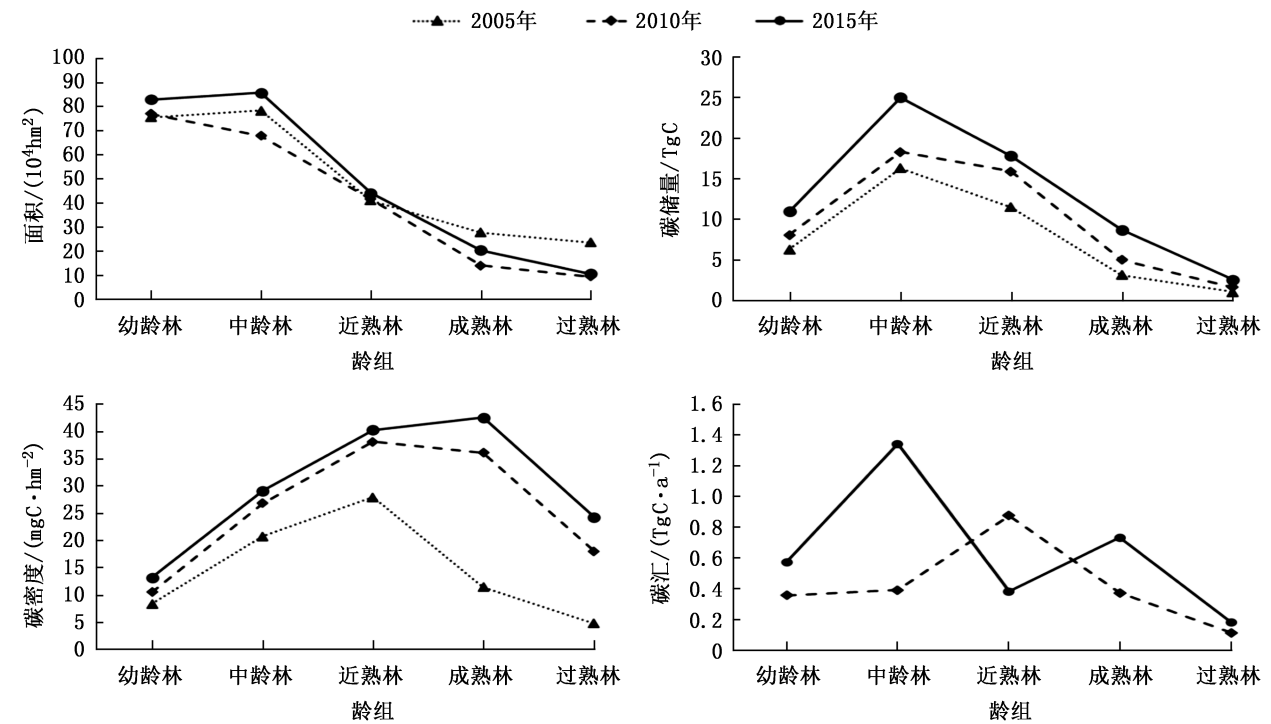 2005年 2010年 2015年
面积/(10⁴hm²)
100
90
80
70
60
50
40
30
20
10
0
幼龄林 中龄林 近熟林 成熟林 过熟林
龄组
碳储量/TgC
30
25
20
15
10
5
0
幼龄林 中龄林 近熟林 成熟林 过熟林
龄组
碳密度/(mgC·hm⁻²)
45
40
35
30
25
20
15
10
5
0
幼龄林 中龄林 近熟林 成熟林 过熟林
龄组
碳汇/(TgC·a⁻¹)
1.6
1.4
1.2
1.0
0.8
0.6
0.4
0.2
0
幼龄林 中龄林 近熟林 成熟林 过熟林
龄组